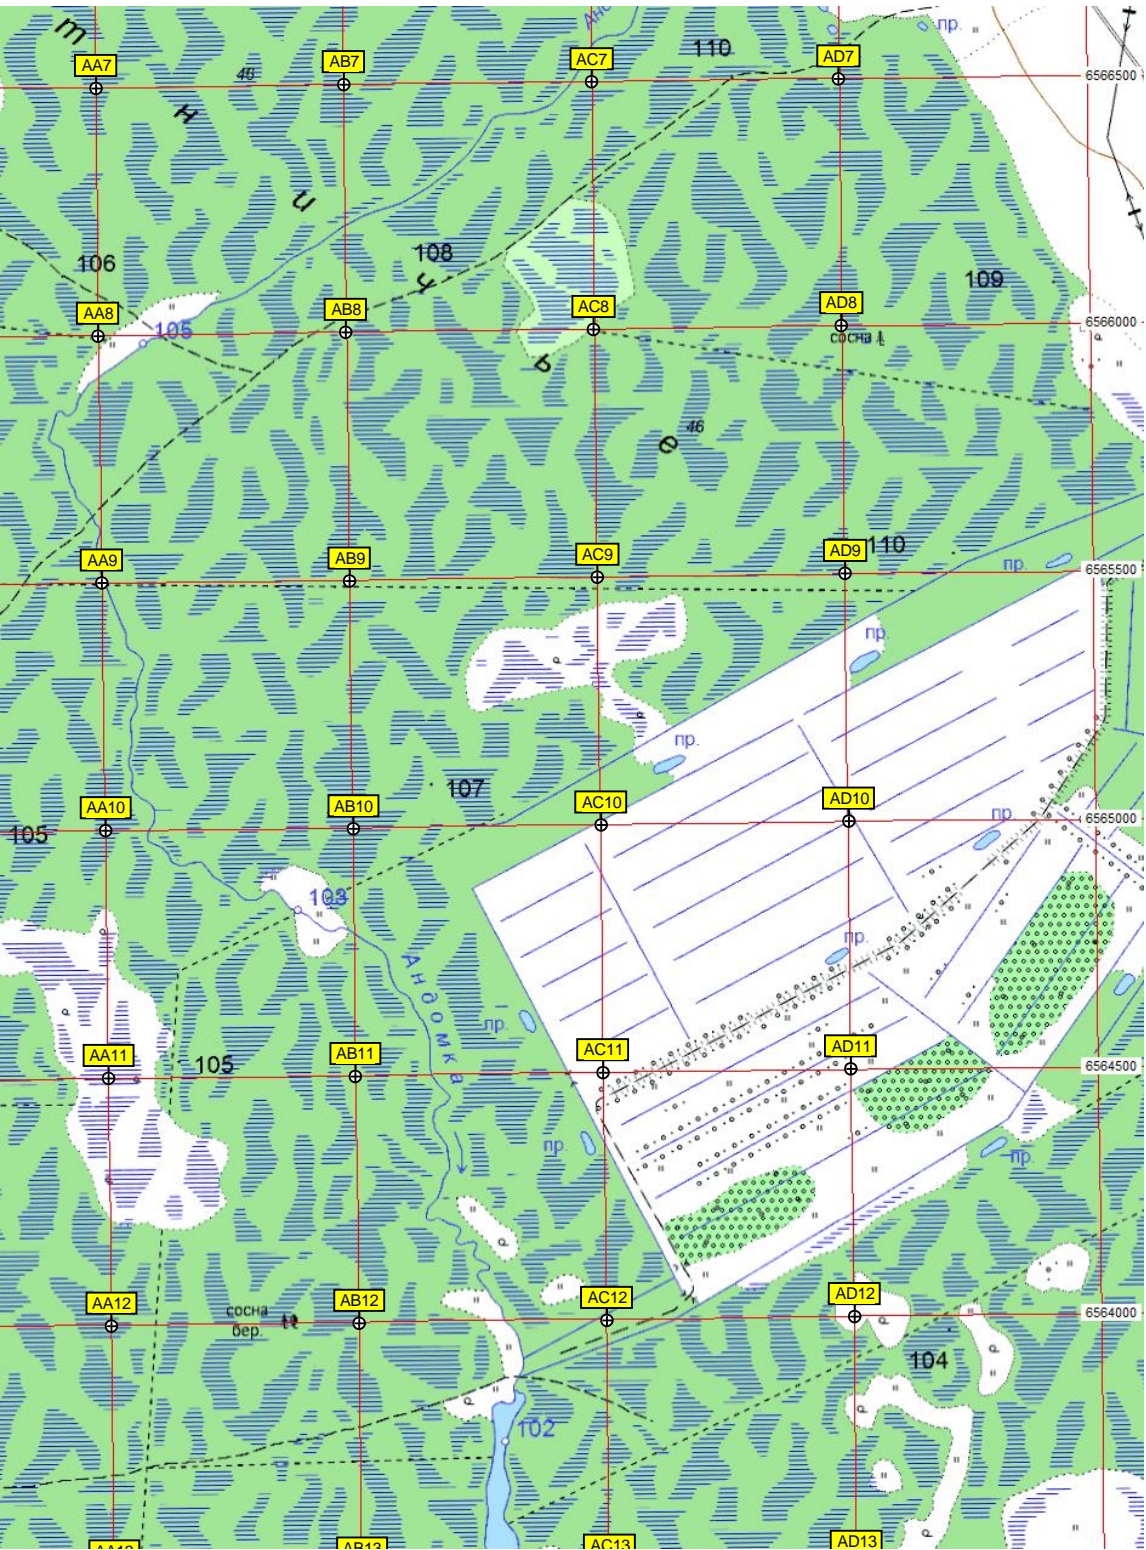 Анс
т
110
пр.
AA7
AB7
AC7
AD7
40
6566500
н
и
106
108
109
ч
AA8
AB8
AC8
AD8
6566000
105
сосна
ь
46
е
AA9
AB9
AC9
AD9
110
6565500
пр.
пр.
пр.
107
AA10
AB10
AC10
AD10
пр.
6565000
105
103
пр.
Андомка
пр.
AA11
AB11
AC11
AD11
6564500
105
пр.
пр.
AA12
AB12
AC12
AD12
сосна
бер.
6564000
104
102
AB13
AC13
AD13